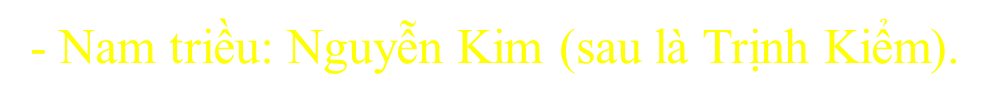 - Nam triều: Nguyễn Kim (sau là Trịnh Kiểm).